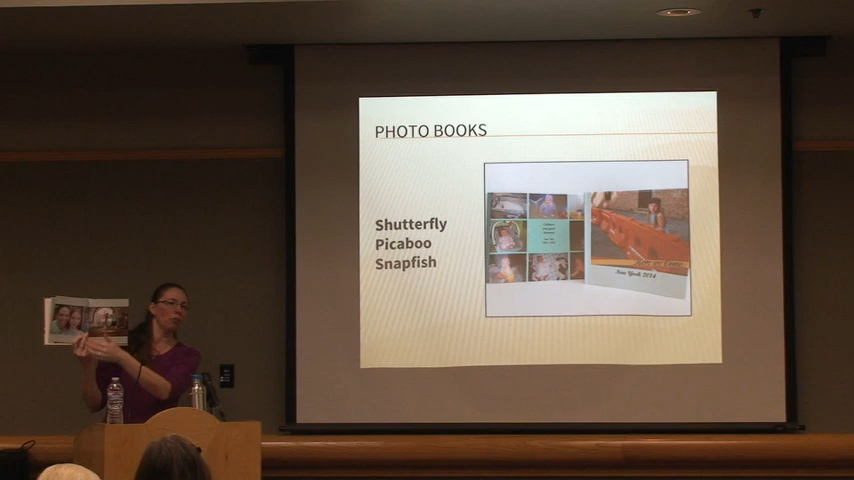 PHOTO BOOKS
Shutterfly
Picaboo
Snapfish
New York 2014